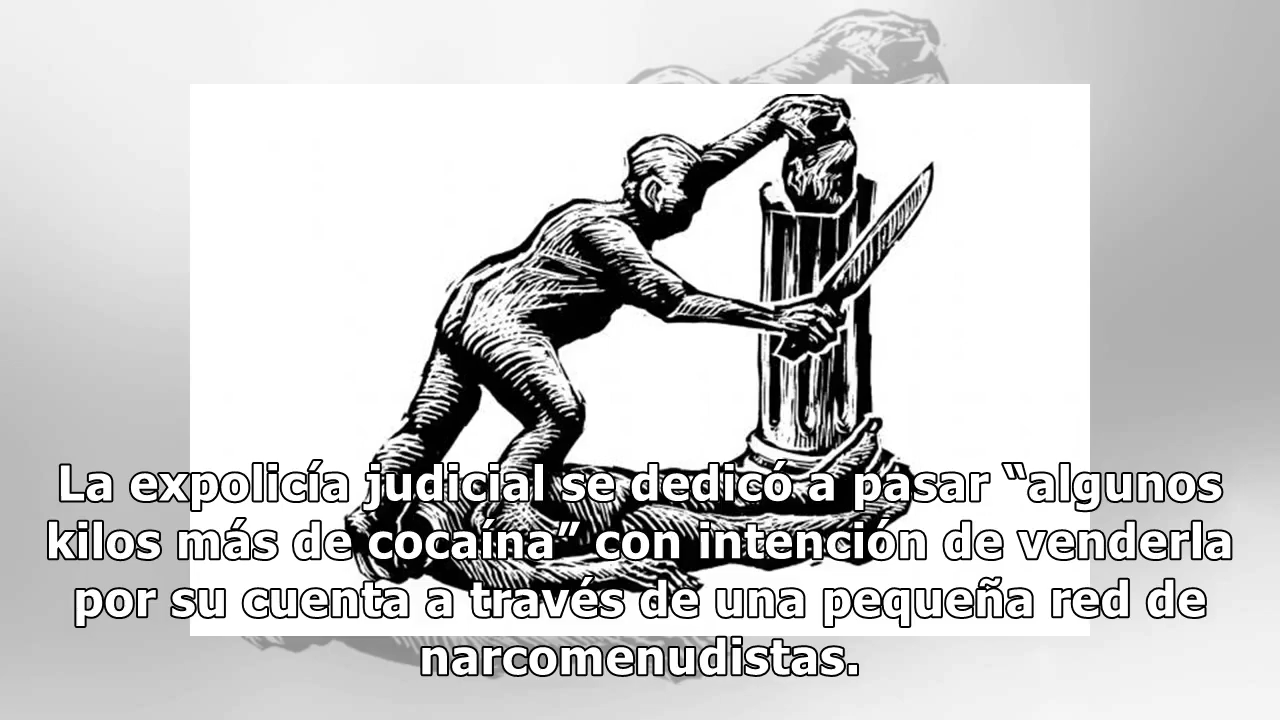 La expolicía judicial se dedicó a pasar “algunos
kilos más de cocaína” con intención de venderla
por su cuenta a través de una pequeña red de
narcomenudistas.